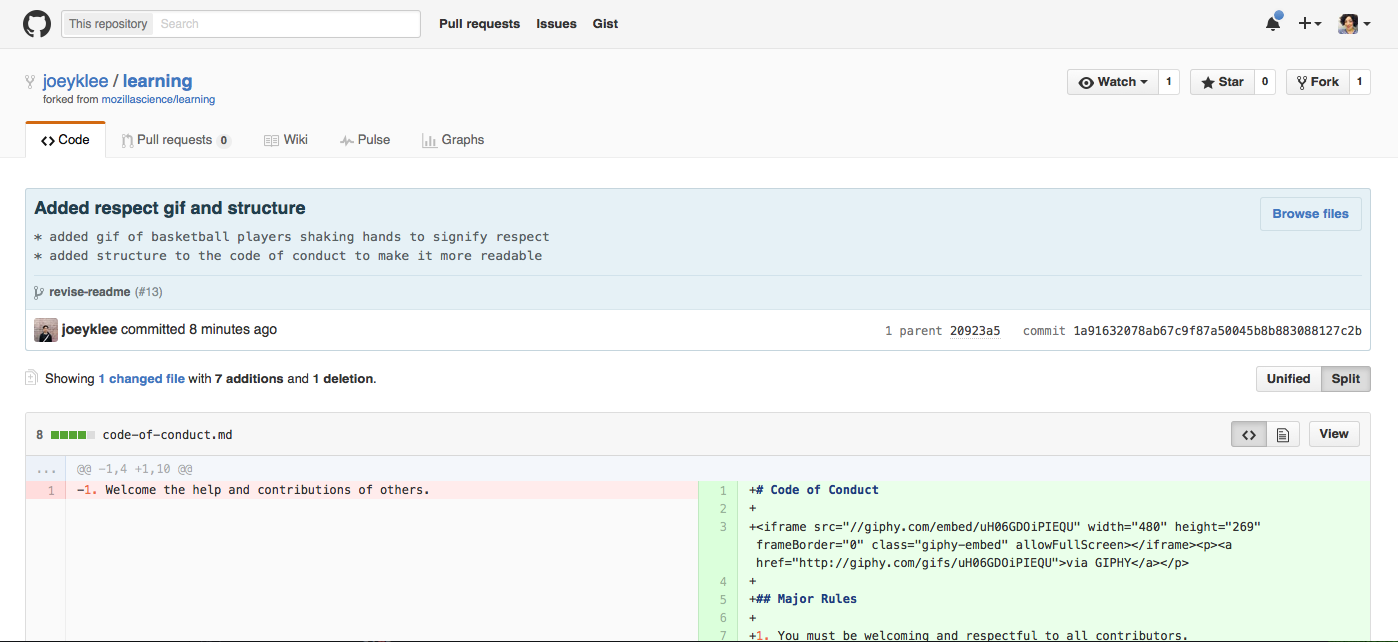 This repository Search Pull requests Issues Gist
joeyklee / learning Watch 1 Star 0 Fork 1
forked from mozillascience/learning
Code Pull requests 0 Wiki Pulse Graphs
Added respect gif and structure Browse files
* added gif of basketball players shaking hands to signify respect
* added structure to the code of conduct to make it more readable
revise-readme (#13)
joeyklee committed 8 minutes ago 1 parent 20923a5 commit 1a91632078ab67c9f87a50045b8b883088127c2b
Showing 1 changed file with 7 additions and 1 deletion. Unified Split
8 code-of-conduct.md <> View
... @@ -1,4 +1,10 @@
1 -1. Welcome the help and contributions of others. 1 +# Code of Conduct
2 +
3 +<iframe src="//giphy.com/embed/uH06GDOiPIEQU" width="480" height="269"
frameBorder="0" class="giphy-embed" allowFullScreen></iframe><p><a
href="http://giphy.com/gifs/uH06GDOiPIEQU">via GIPHY</a></p>
4 +
5 +## Major Rules
6 +
7 +1. You must be welcoming and respectful to all contributors.